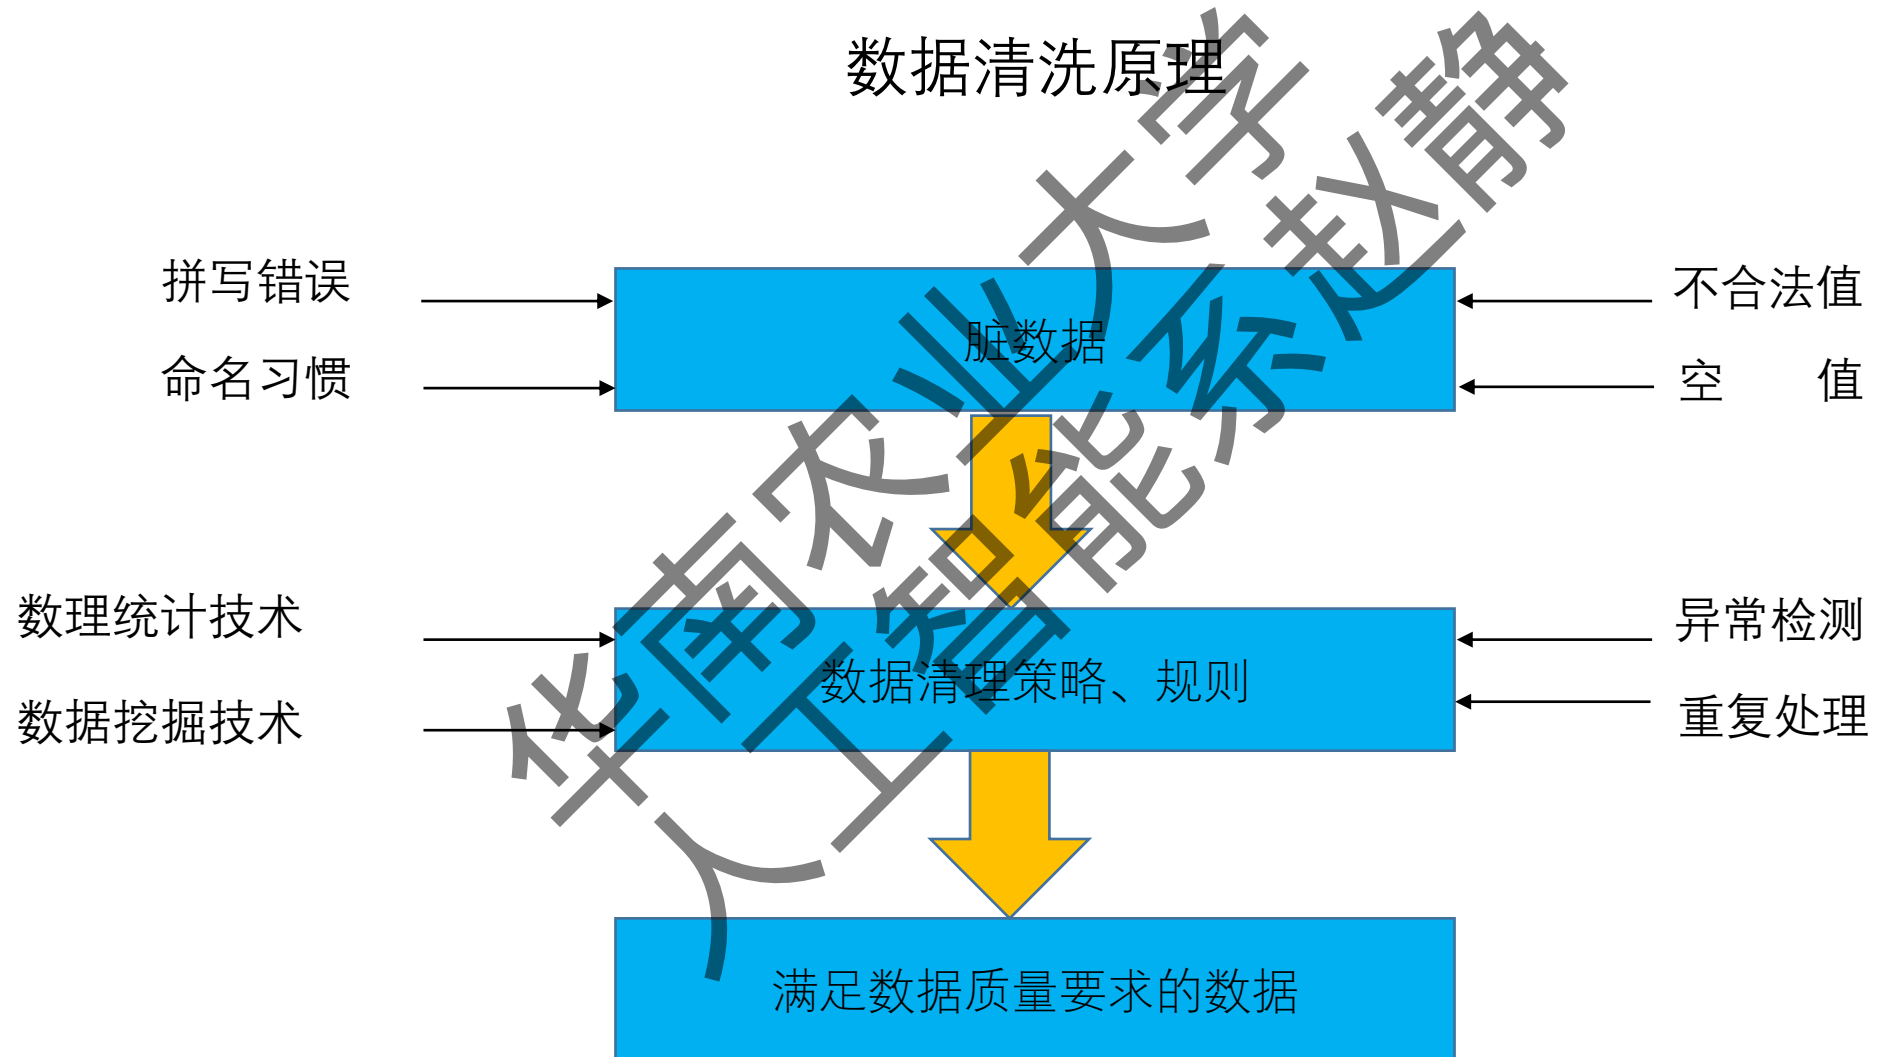 数据清洗原理
拼写错误
不合法值
脏数据
命名习惯
空 值
数理统计技术
异常检测
数据清理策略、规则
数据挖掘技术
重复处理
满足数据质量要求的数据
华南农业大学
人工智能系赵静